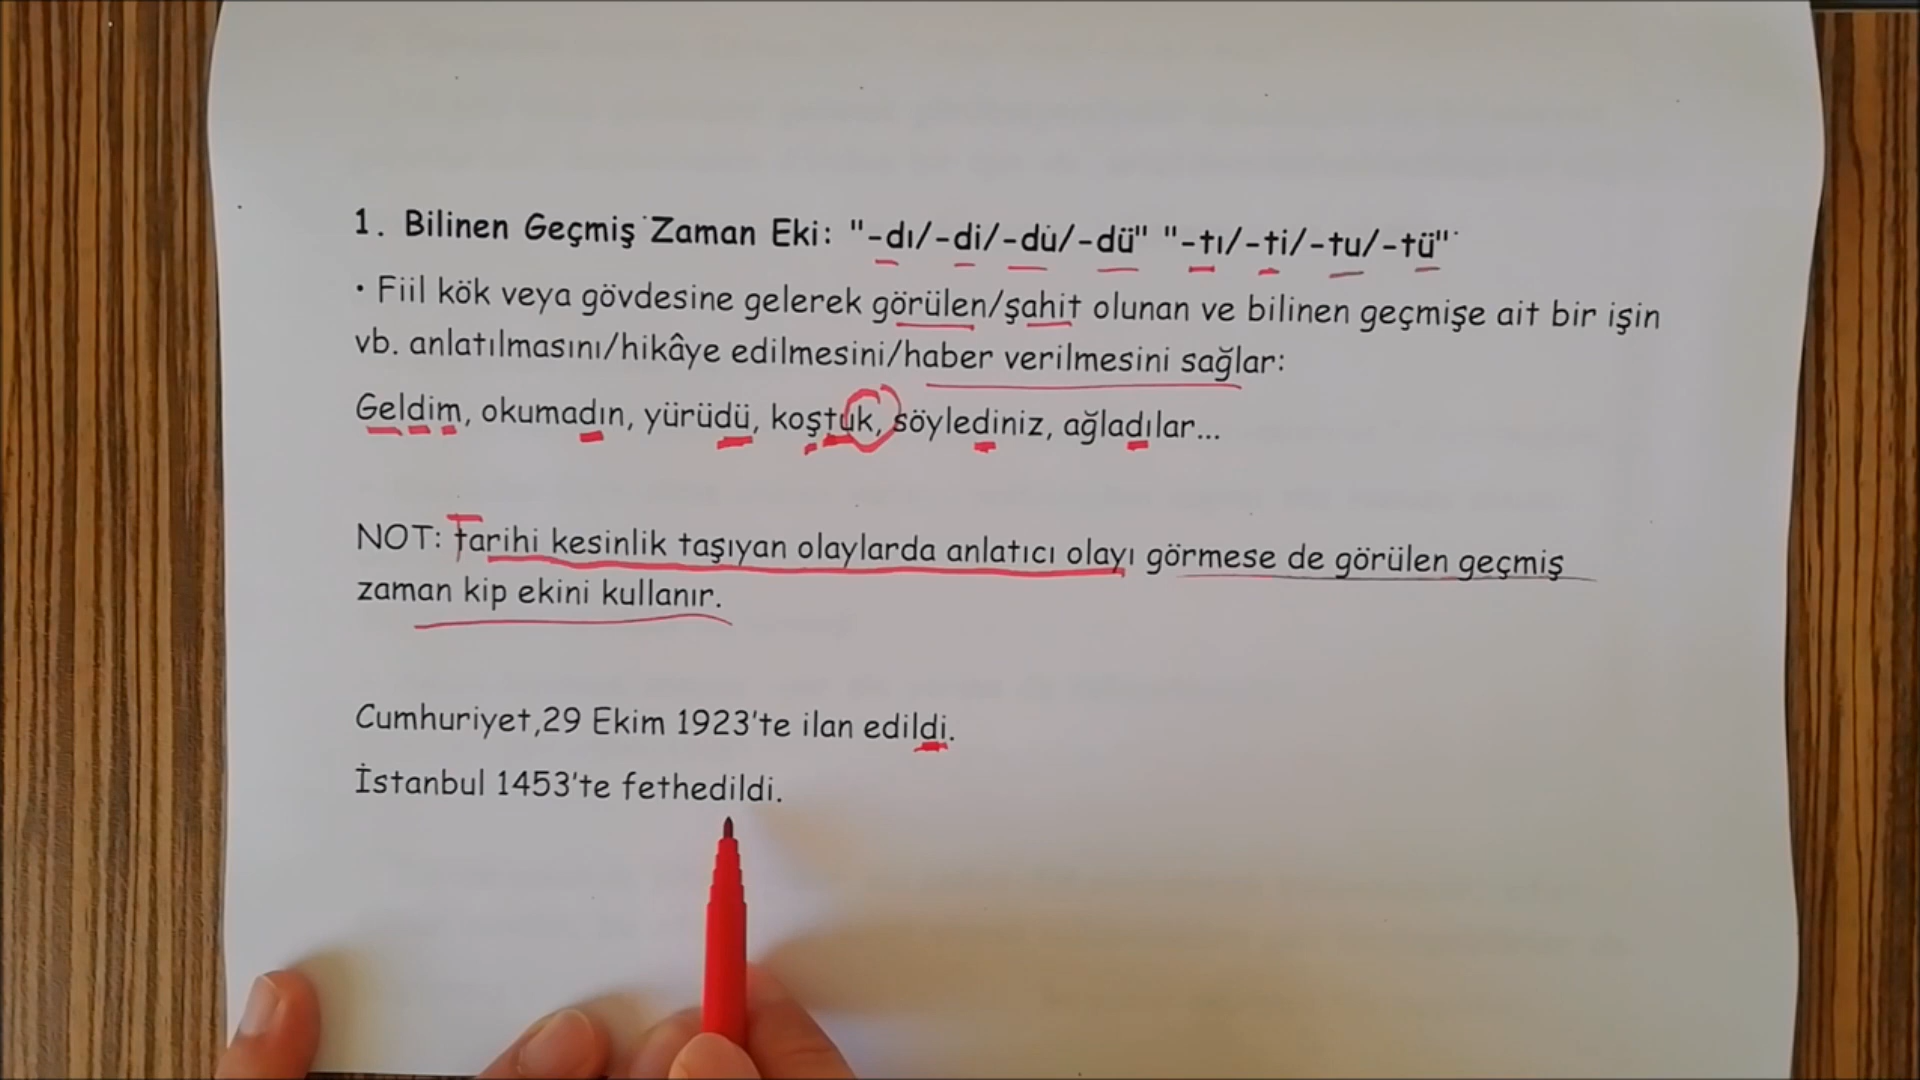 1. Bilinen Geçmiş Zaman Eki: "-dı/-di/-du/-dü" "-tı/-ti/-tu/-tü"
• Fiil kök veya gövdesine gelerek görülen/şahit olunan ve bilinen geçmişe ait bir işin
vb. anlatılmasını/hikâye edilmesini/haber verilmesini sağlar:
Geldim, okumadın, yürüdü, koştuk, söylediniz, ağladılar...
NOT: Tarihi kesinlik taşıyan olaylarda anlatıcı olayı görmese de görülen geçmiş
zaman kip ekini kullanır.
Cumhuriyet,29 Ekim 1923'te ilan edildi.
İstanbul 1453'te fethedildi.